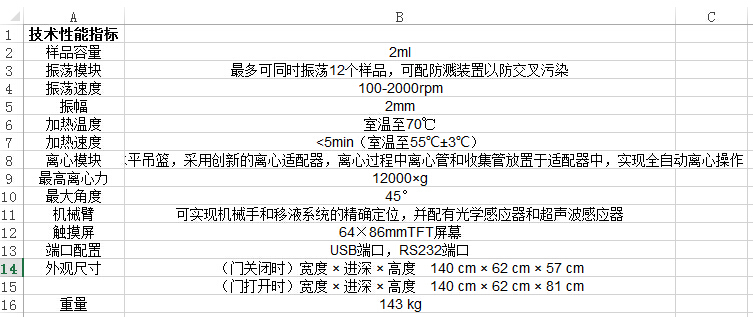 A B C
1 技术性能指标
2 样品容量 2ml
3 振荡模块 最多可同时振荡12个样品，可配防溅装置以防交叉污染
4 振荡速度 100-2000rpm
5 振幅 2mm
6 加热温度 室温至70℃
7 加热速度 <5min（室温至55℃±3℃）
8 离心模块 平吊篮，采用创新的离心适配器，离心过程中离心管和收集管放置于适配器中，实现全自动离心操作
9 最高离心力 12000×g
10 最大角度 45°
11 机械臂 可实现机械手和移液系统的精确定位，并配有光学感应器和超声波感应器
12 触摸屏 64×86mmTFT屏幕
13 端口配置 USB端口，RS232端口
14 外观尺寸 （门关闭时）宽度 × 进深 × 高度 140 cm × 62 cm × 57 cm
15 （门打开时）宽度 × 进深 × 高度 140 cm × 62 cm × 81 cm
16 重量 143 kg